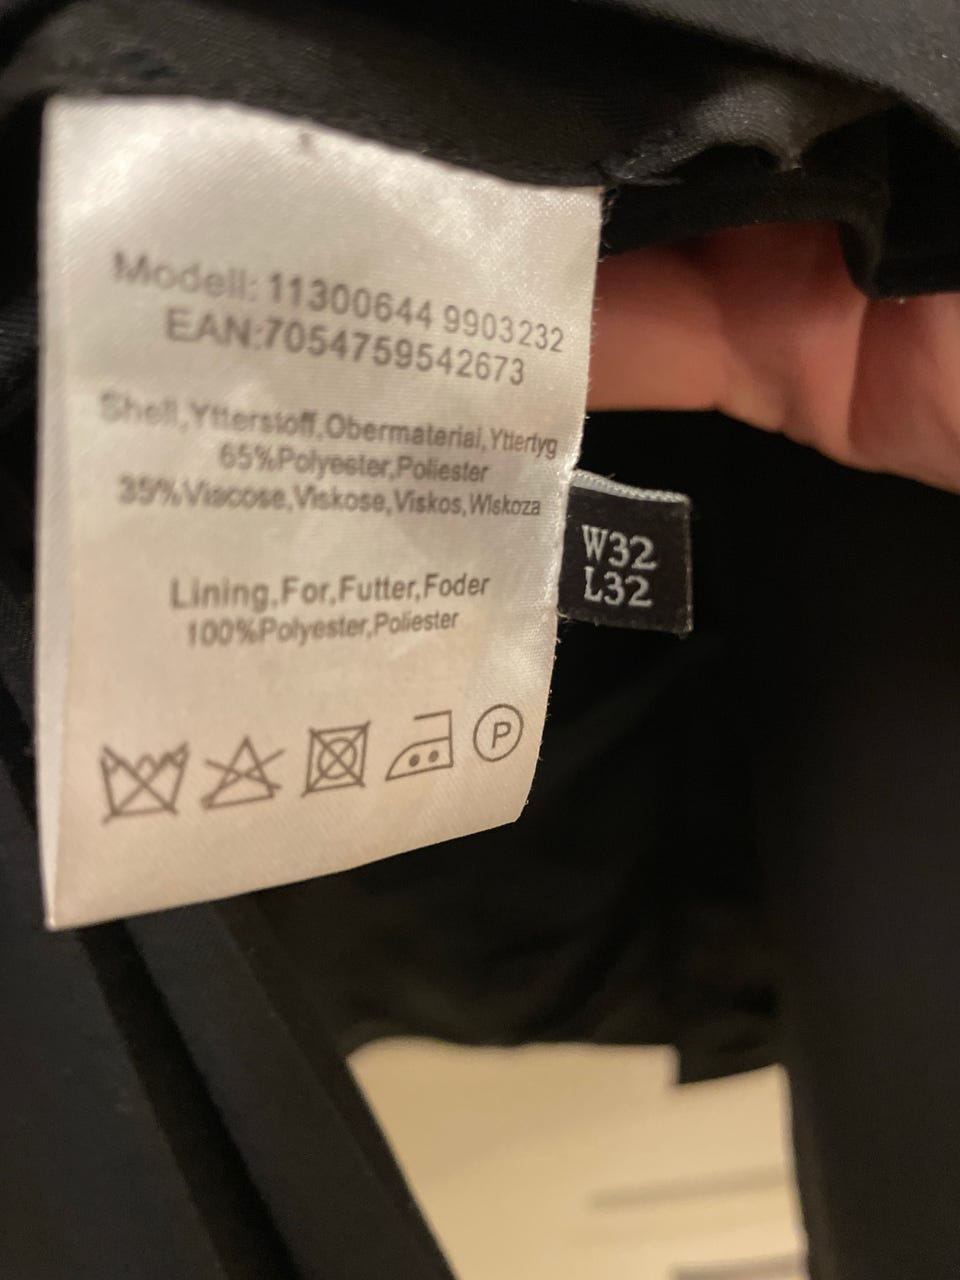 Modell: 11300644 9903232
EAN:7054759542673
Shell,Ytterstoff,Obermaterial,Yttertyg
65%Polyester,Poliester
35%Viscose,Viskose,Viskos,Wiskoza
Lining,For,Futter,Foder
100%Polyester,Poliester
P
W32
L32